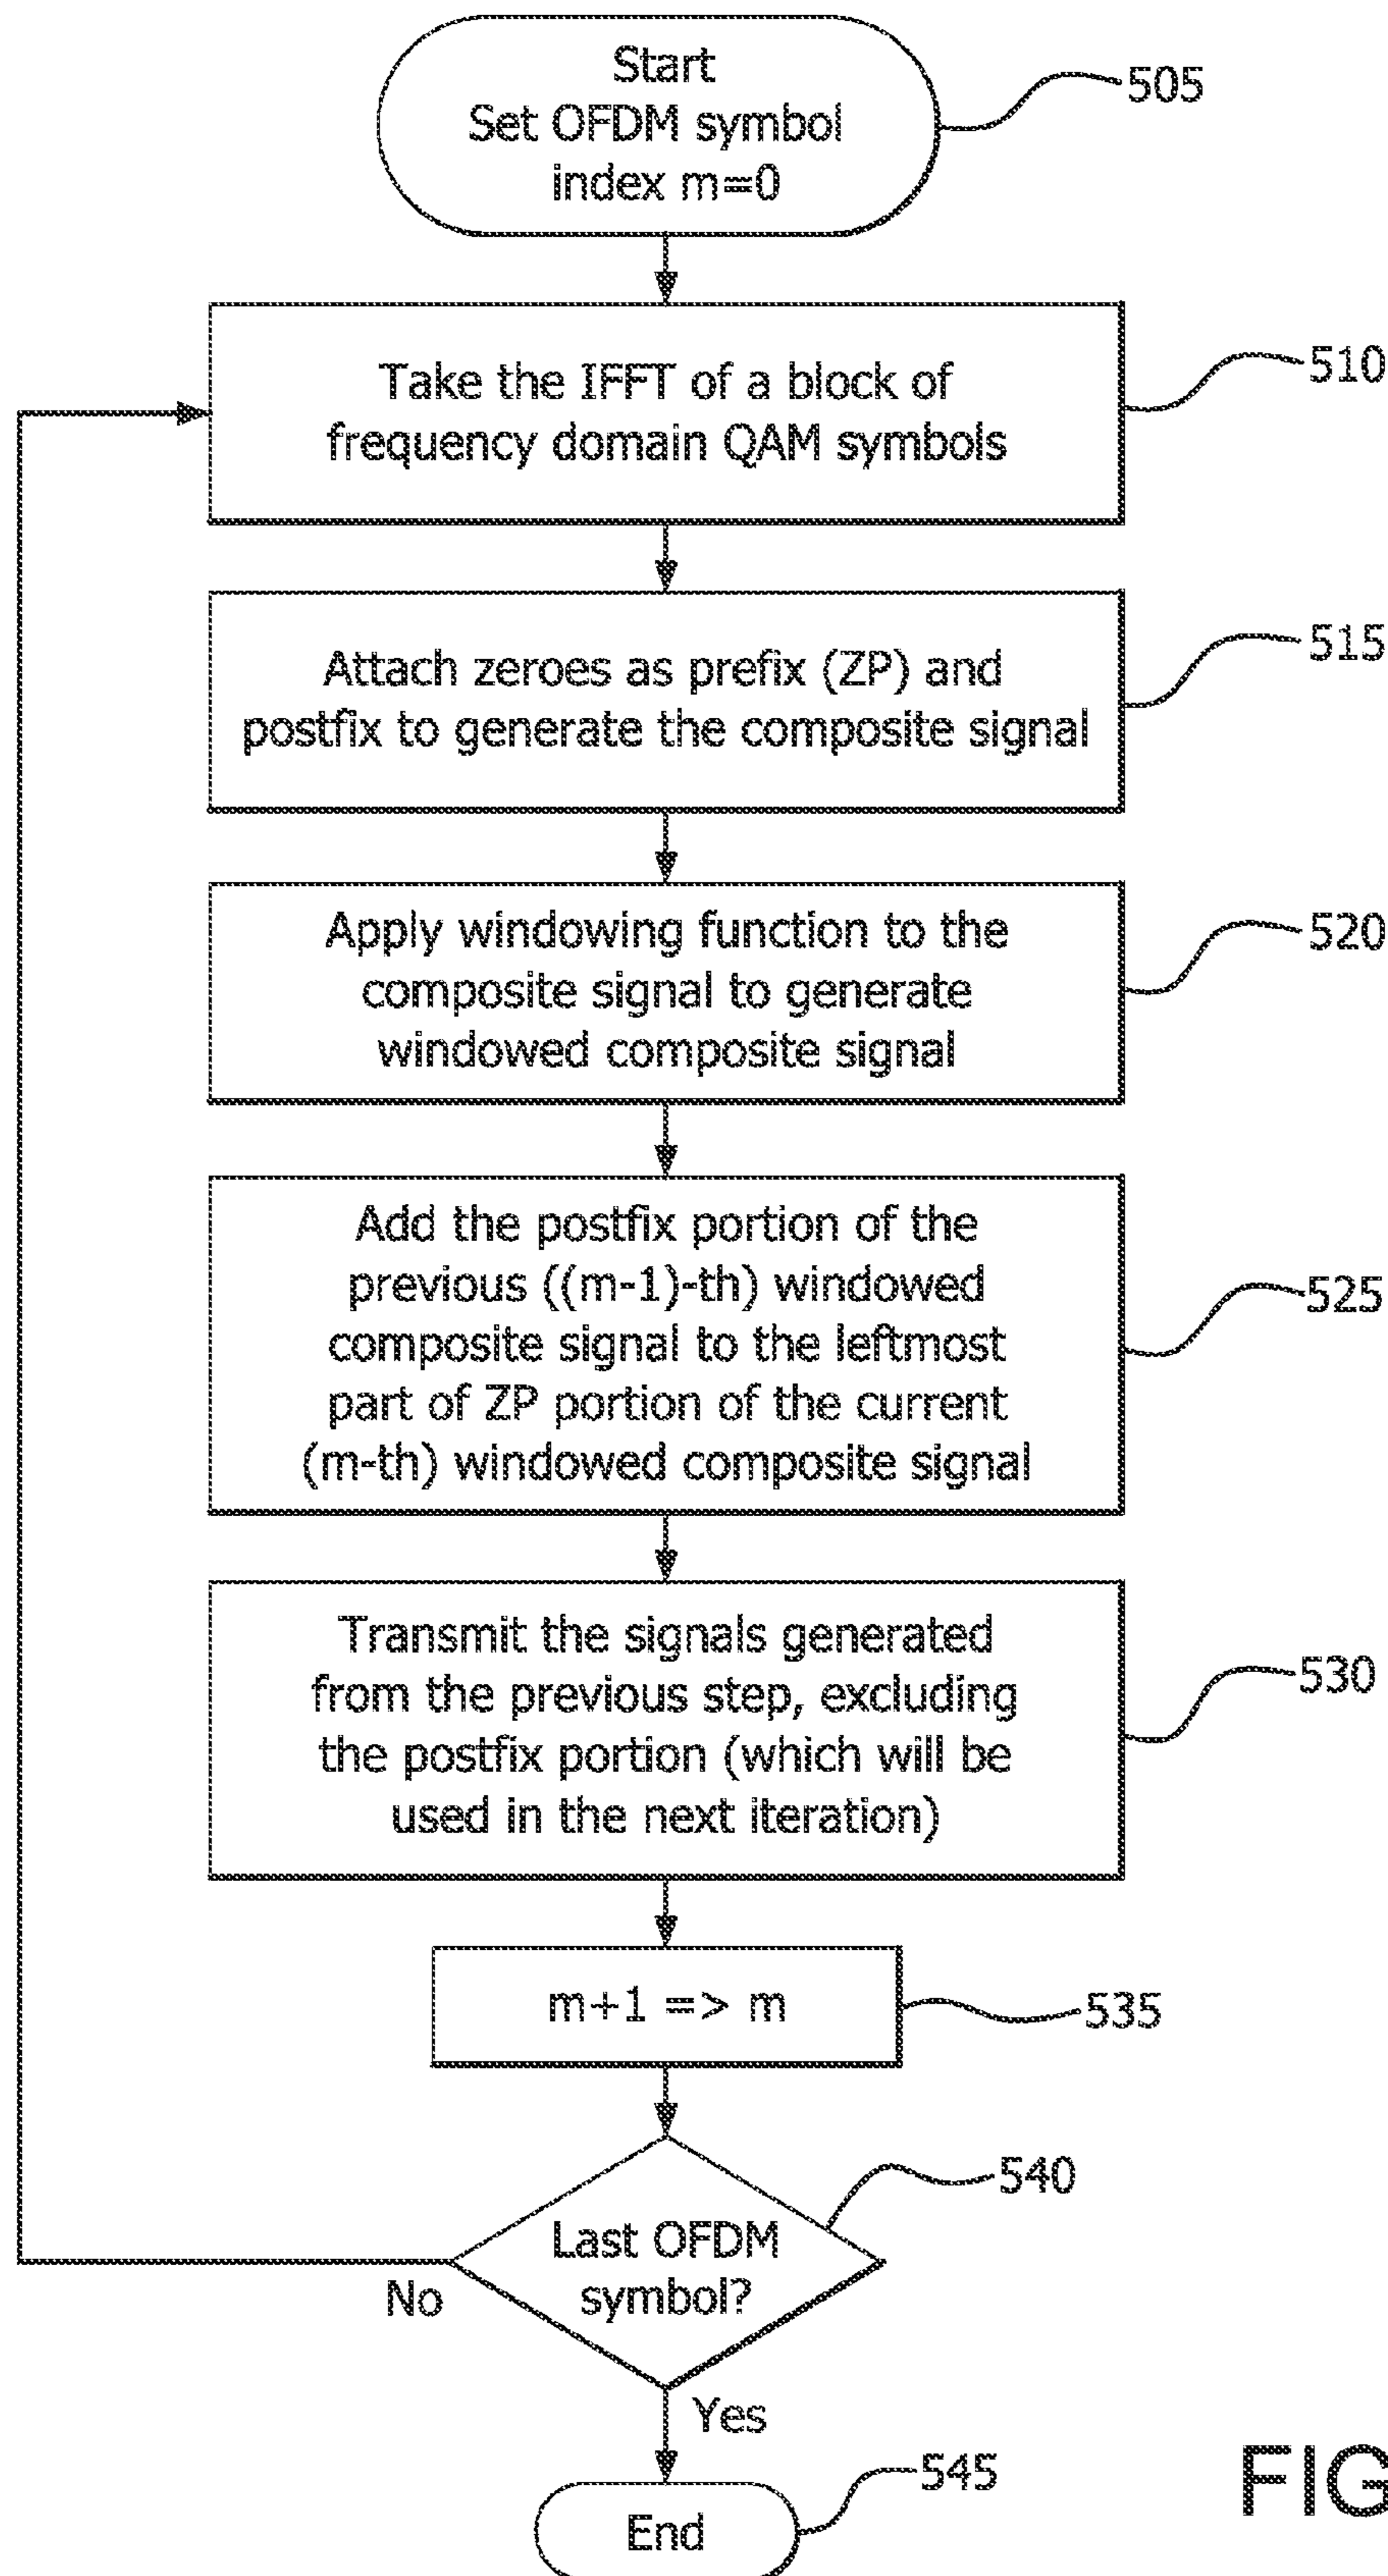 Start
Set OFDM symbol
index m=0
505
Take the IFFT of a block of
frequency domain QAM symbols
510
Attach zeroes as prefix (ZP) and
postfix to generate the composite signal
515
Apply windowing function to the
composite signal to generate
windowed composite signal
520
Add the postfix portion of the
previous ((m-1)-th) windowed
composite signal to the leftmost
part of ZP portion of the current
(m-th) windowed composite signal
525
Transmit the signals generated
from the previous step, excluding
the postfix portion (which will be
used in the next iteration)
530
m+1 => m
535
Last OFDM
symbol?
540
No
Yes
End
545
FIG